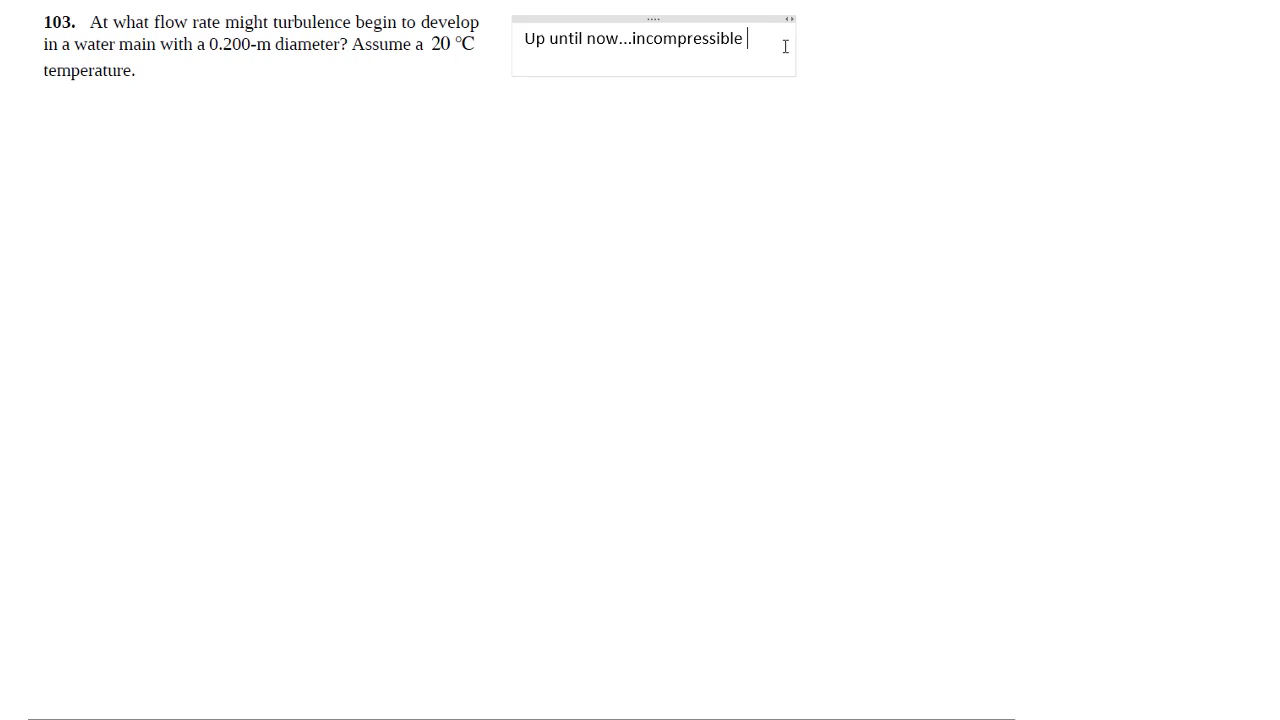 103. At what flow rate might turbulence begin to develop
in a water main with a 0.200-m diameter? Assume a 20 °C
temperature.
Up until now...incompressible